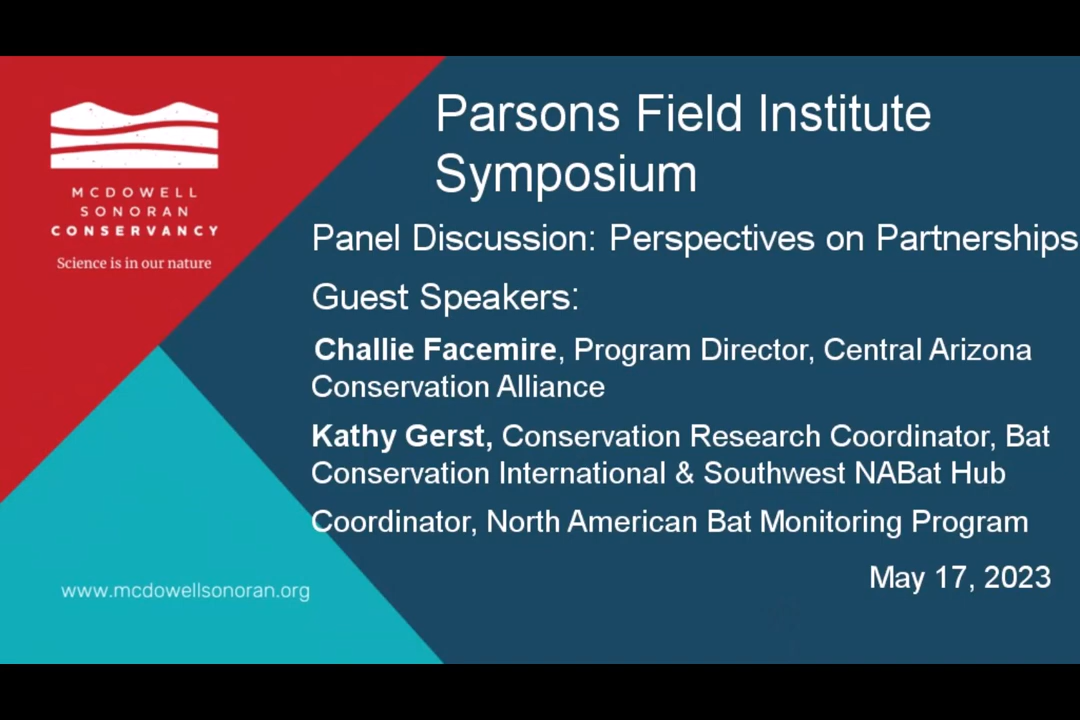 MCDOWELL
SONORAN
CONSERVANCY
Science is in our nature
Parsons Field Institute
Symposium
Panel Discussion: Perspectives on Partnerships
Guest Speakers:
Challie Facemire, Program Director, Central Arizona
Conservation Alliance
Kathy Gerst, Conservation Research Coordinator, Bat
Conservation International & Southwest NABat Hub
Coordinator, North American Bat Monitoring Program
May 17, 2023
www.mcdowellsonoran.org